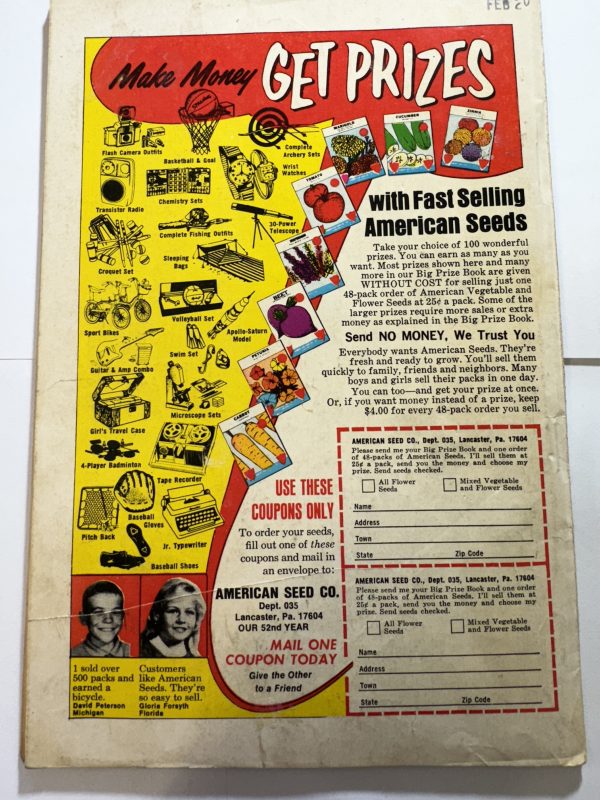 FEB 20
Make Money GET PRIZES
Flash Camera Outfits
Basketball & Goal
Complete
Archery Sets
Wrist
Watches
Transistor Radio
Chemistry Sets
Complete Fishing Outfits
30-Power
Telescope
Croquet Set
Sleeping
Bags
Sport Bikes
Volleyball Set
Apollo-Saturn
Model
Guitar & Amp Combo
Swim Set
Girl's Travel Case
Microscope Sets
4-Player Badminton
Tape Recorder
Pitch Back
Baseball
Gloves
Jr. Typewriter
Baseball Shoes
MARIGOLD
CUCUMBER
ZINNIA
TOMATO
BEET
PETUNIA
CARROT
with Fast Selling
American Seeds
Take your choice of 100 wonderful
prizes. You can earn as many as you
want. Most prizes shown here and many
more in our Big Prize Book are given
WITHOUT COST for selling just one
48-pack order of American Vegetable and
Flower Seeds at 25¢ a pack. Some of the
larger prizes require more sales or extra
money as explained in the Big Prize Book.
Send NO MONEY, We Trust You
Everybody wants American Seeds. They're
fresh and ready to grow. You'll sell them
quickly to family, friends and neighbors. Many
boys and girls sell their packs in one day.
You can too—and get your prize at once.
Or, if you want money instead of a prize, keep
$4.00 for every 48-pack order you sell.
USE THESE
COUPONS ONLY
To order your seeds,
fill out one of these
coupons and mail in
an envelope to:
AMERICAN SEED CO.
Dept. 035
Lancaster, Pa. 17604
OUR 52nd YEAR
MAIL ONE
COUPON TODAY
Give the Other
to a Friend
AMERICAN SEED CO., Dept. 035, Lancaster, Pa. 17604
Please send me your Big Prize Book and one order
of 48-packs of American Seeds. I'll sell them at
25¢ a pack, send you the money and choose my
prize. Send seeds checked.
All Flower
Seeds
Mixed Vegetable
and Flower Seeds
Name
Address
Town
State Zip Code
AMERICAN SEED CO., Dept. 035, Lancaster, Pa. 17604
Please send me your Big Prize Book and one order
of 48-packs of American Seeds. I'll sell them at
25¢ a pack, send you the money and choose my
prize. Send seeds checked.
All Flower
Seeds
Mixed Vegetable
and Flower Seeds
Name
Address
Town
State Zip Code
I sold over
500 packs and
earned a
bicycle.
David Peterson
Michigan
Customers
like American
Seeds. They're
so easy to sell.
Gloria Forsyth
Florida